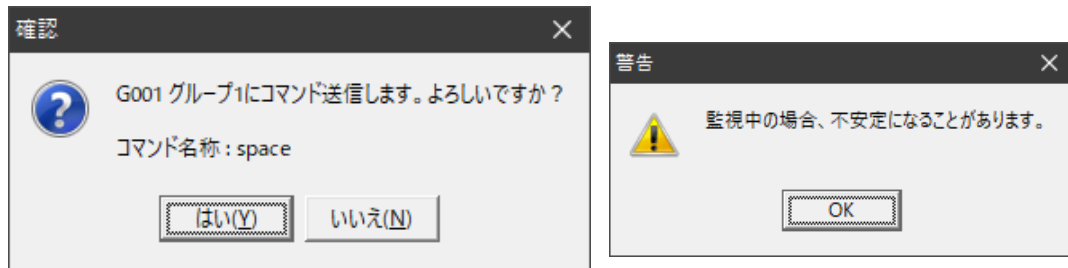 確認
G001 グループ1にコマンド送信します。よろしいですか？
コマンド名称 : space
はい(Y)
いいえ(N)
警告
監視中の場合、不安定になることがあります。
OK